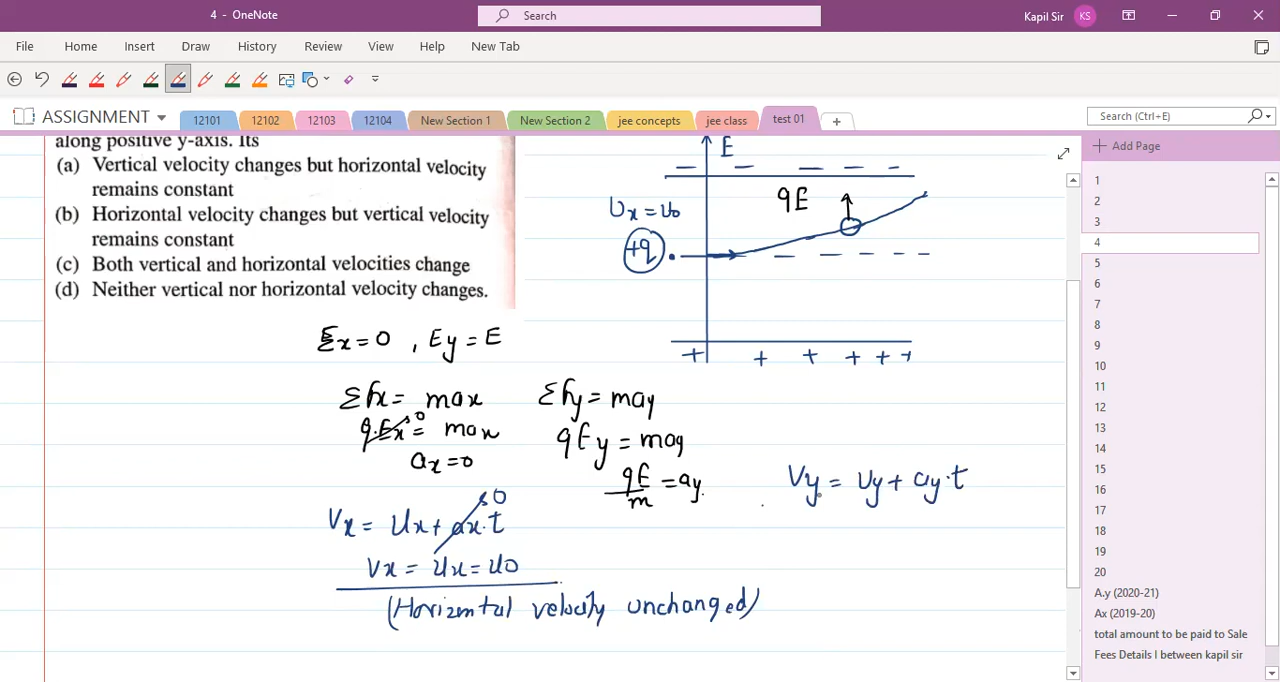 4 - OneNote
Search
Kapil Sir
KS
File
Home
Insert
Draw
History
Review
View
Help
New Tab
ASSIGNMENT
12101
12102
12103
12104
New Section 1
New Section 2
jee concepts
jee class
test 01
Search (Ctrl+E)
Add Page
along positive y-axis. Its
(a) Vertical velocity changes but horizontal velocity
remains constant
(b) Horizontal velocity changes but vertical velocity
remains constant
(c) Both vertical and horizontal velocities change
(d) Neither vertical nor horizontal velocity changes.
E
qE
Ux = U0
+q
+ + + + + +
Ex = 0 , Ey = E
Σfx = max
q.Ex = max
0
ax = 0
Σfy = may
qEy = may
qE/m = ay
Vx = Ux + ax.t
0
Vx = Ux = U0
(Horizontal velocity unchanged)
Vy = Uy + ay.t
1
2
3
4
5
6
7
8
9
10
11
12
13
14
15
16
17
18
19
20
A.y (2020-21)
Ax (2019-20)
total amount to be paid to Sale
Fees Details I between kapil sir